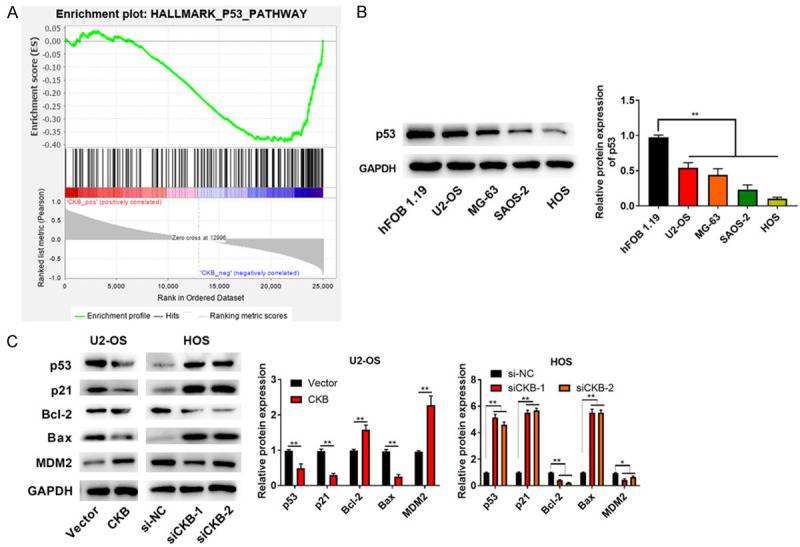 A
Enrichment plot: HALLMARK_P53_PATHWAY
Enrichment score (ES)
0.05
0.00
-0.05
-0.10
-0.15
-0.20
-0.25
-0.30
-0.35
-0.40
Ranked list metric (Pearson)
1.0
0.5
0.0
-0.5
-1.0
'CKB_pos' (positively correlated)
Zero cross at 12996
'CKB_neg' (negatively correlated)
0 5,000 10,000 15,000 20,000 25,000
Rank in Ordered Dataset
Enrichment profile Hits Ranking metric scores
B
p53
GAPDH
hFOB 1.19 U2-OS MG-63 SAOS-2 HOS
Relative protein expression
of p53
1.5
1.0
0.5
0.0
**
hFOB 1.19 U2-OS MG-63 SAOS-2 HOS
C
U2-OS HOS
p53
p21
Bcl-2
Bax
MDM2
GAPDH
Vector CKB si-NC siCKB-1 siCKB-2
U2-OS
Relative protein expression
3
2
1
0
Vector
CKB
** ** ** ** **
p53 p21 Bcl-2 Bax MDM2
HOS
si-NC
siCKB-1 siCKB-2
Relative protein expression
8
6
4
2
0
** ** ** ** *
p53 p21 Bcl-2 Bax MDM2